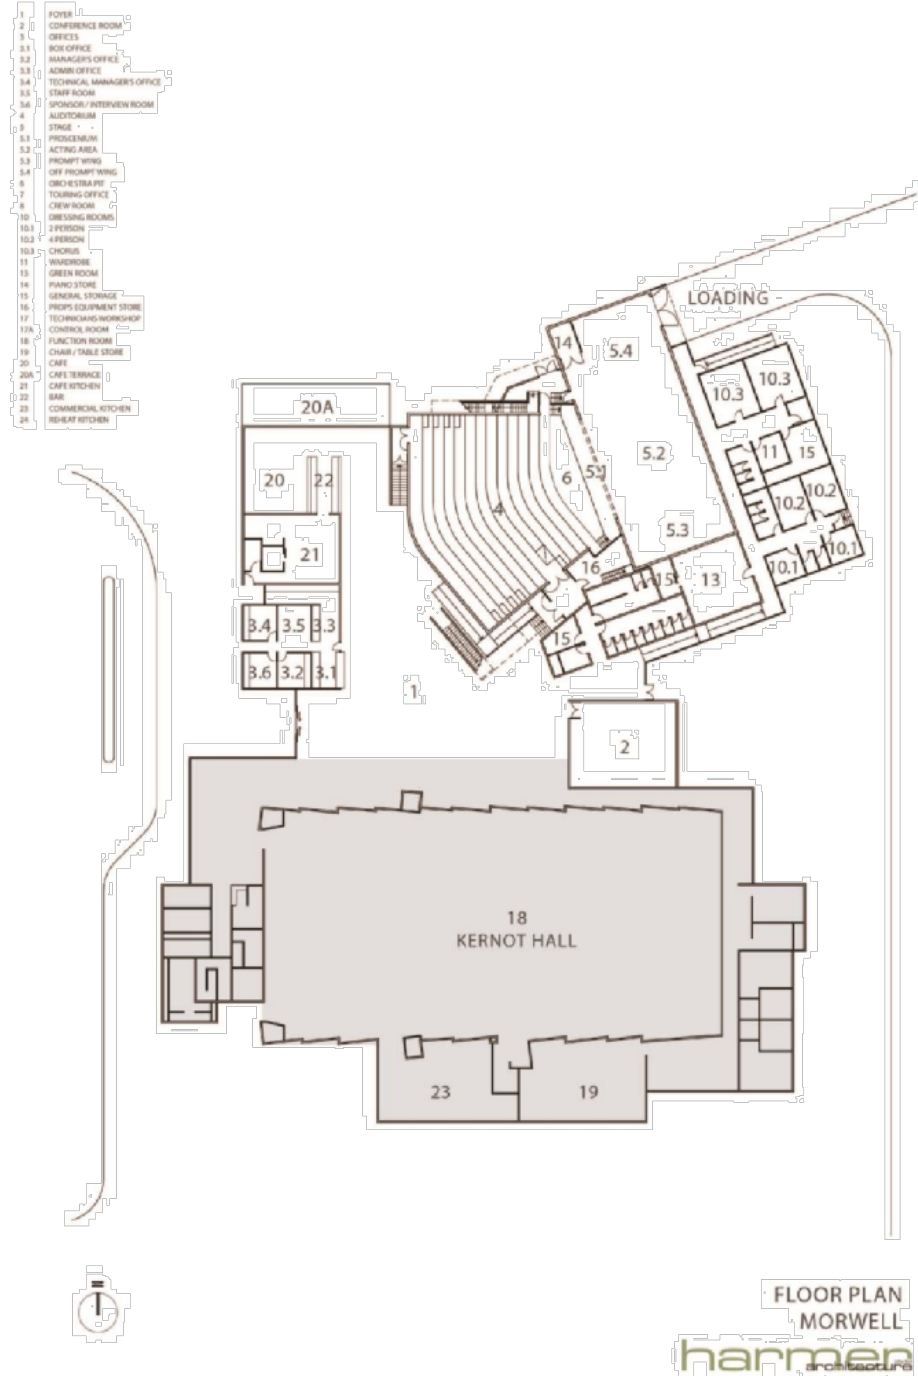 1 FOYER
2 CONFERENCE ROOM
3 OFFICES
3.1 BOX OFFICE
3.2 MANAGER'S OFFICE
3.3 ADMIN OFFICE
3.4 TECHNICAL MANAGER'S OFFICE
3.5 STAFF ROOM
3.6 SPONSOR / INTERVIEW ROOM
4 AUDITORIUM
5 STAGE
5.1 PROSCENIUM
5.2 ACTING AREA
5.3 PROMPT WING
5.4 OFF PROMPT WING
6 ORCHESTRA PIT
7 TOURING OFFICE
8 CREW ROOM
10 DRESSING ROOMS
10.1 2 PERSON
10.2 4 PERSON
10.3 CHORUS
11 WARDROBE
13 GREEN ROOM
14 PIANO STORE
15 GENERAL STORAGE
16 PROPS EQUIPMENT STORE
17 TECHNICIANS WORKSHOP
17A CONTROL ROOM
18 FUNCTION ROOM
19 CHAIR / TABLE STORE
20 CAFE
20A CAFE TERRACE
21 CAFE KITCHEN
22 BAR
23 COMMERCIAL KITCHEN
24 REHEAT KITCHEN
LOADING
14
5.4
10.3
10.3
20A
5.2
11
15
20
22
5.1
6
10.2
10.2
4
5.3
21
10.1
10.1
16
15
13
3.4
3.5
3.3
15
3.6
3.2
3.1
1
2
18
KERNOT HALL
23
19
FLOOR PLAN
MORWELL
harmer
architecture